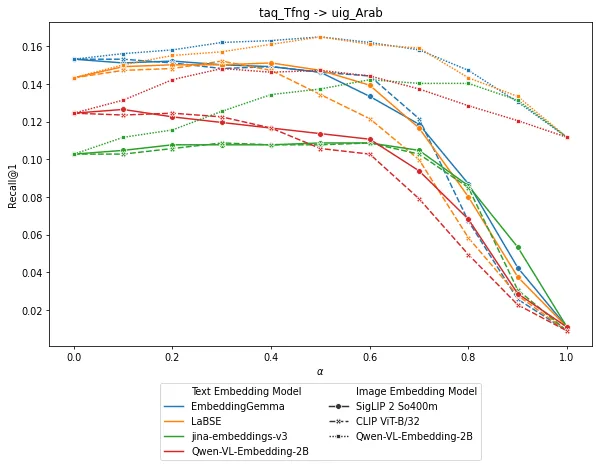 taq_Tfng -> uig_Arab
Recall@1
0.16
0.14
0.12
0.10
0.08
0.06
0.04
0.02
0.0 0.2 0.4 0.6 0.8 1.0
α
Text Embedding Model
EmbeddingGemma
LaBSE
jina-embeddings-v3
Qwen-VL-Embedding-2B
Image Embedding Model
SigLIP 2 So400m
CLIP ViT-B/32
Qwen-VL-Embedding-2B